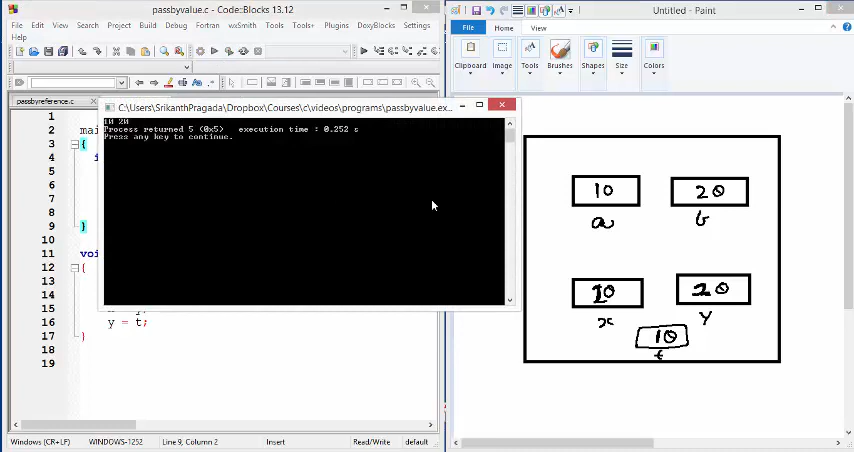 passbyvalue.c - Code::Blocks 13.12
File Edit View Search Project Build Debug Fortran wxSmith Tools Tools+ Plugins DoxyBlocks Settings
Help
passbyreference.c
1
2 mai
3 {
4 i
5
6
7
8
9 }
10
11 voi
12 (
13
14
15
16 y = t;
17 }
18
19
C:\Users\SrikanthPragada\Dropbox\Courses\c\videos\programs\passbyvalue.ex...
10 20
Process returned 5 (0x5) execution time : 0.252 s
Press any key to continue.
Windows (CR+LF) WINDOWS-1252 Line 9, Column 2 Insert Read/Write default
Untitled - Paint
File Home View
Clipboard Image Tools Brushes Shapes Size Colors
10 20
a b
10 20
x y
10
t